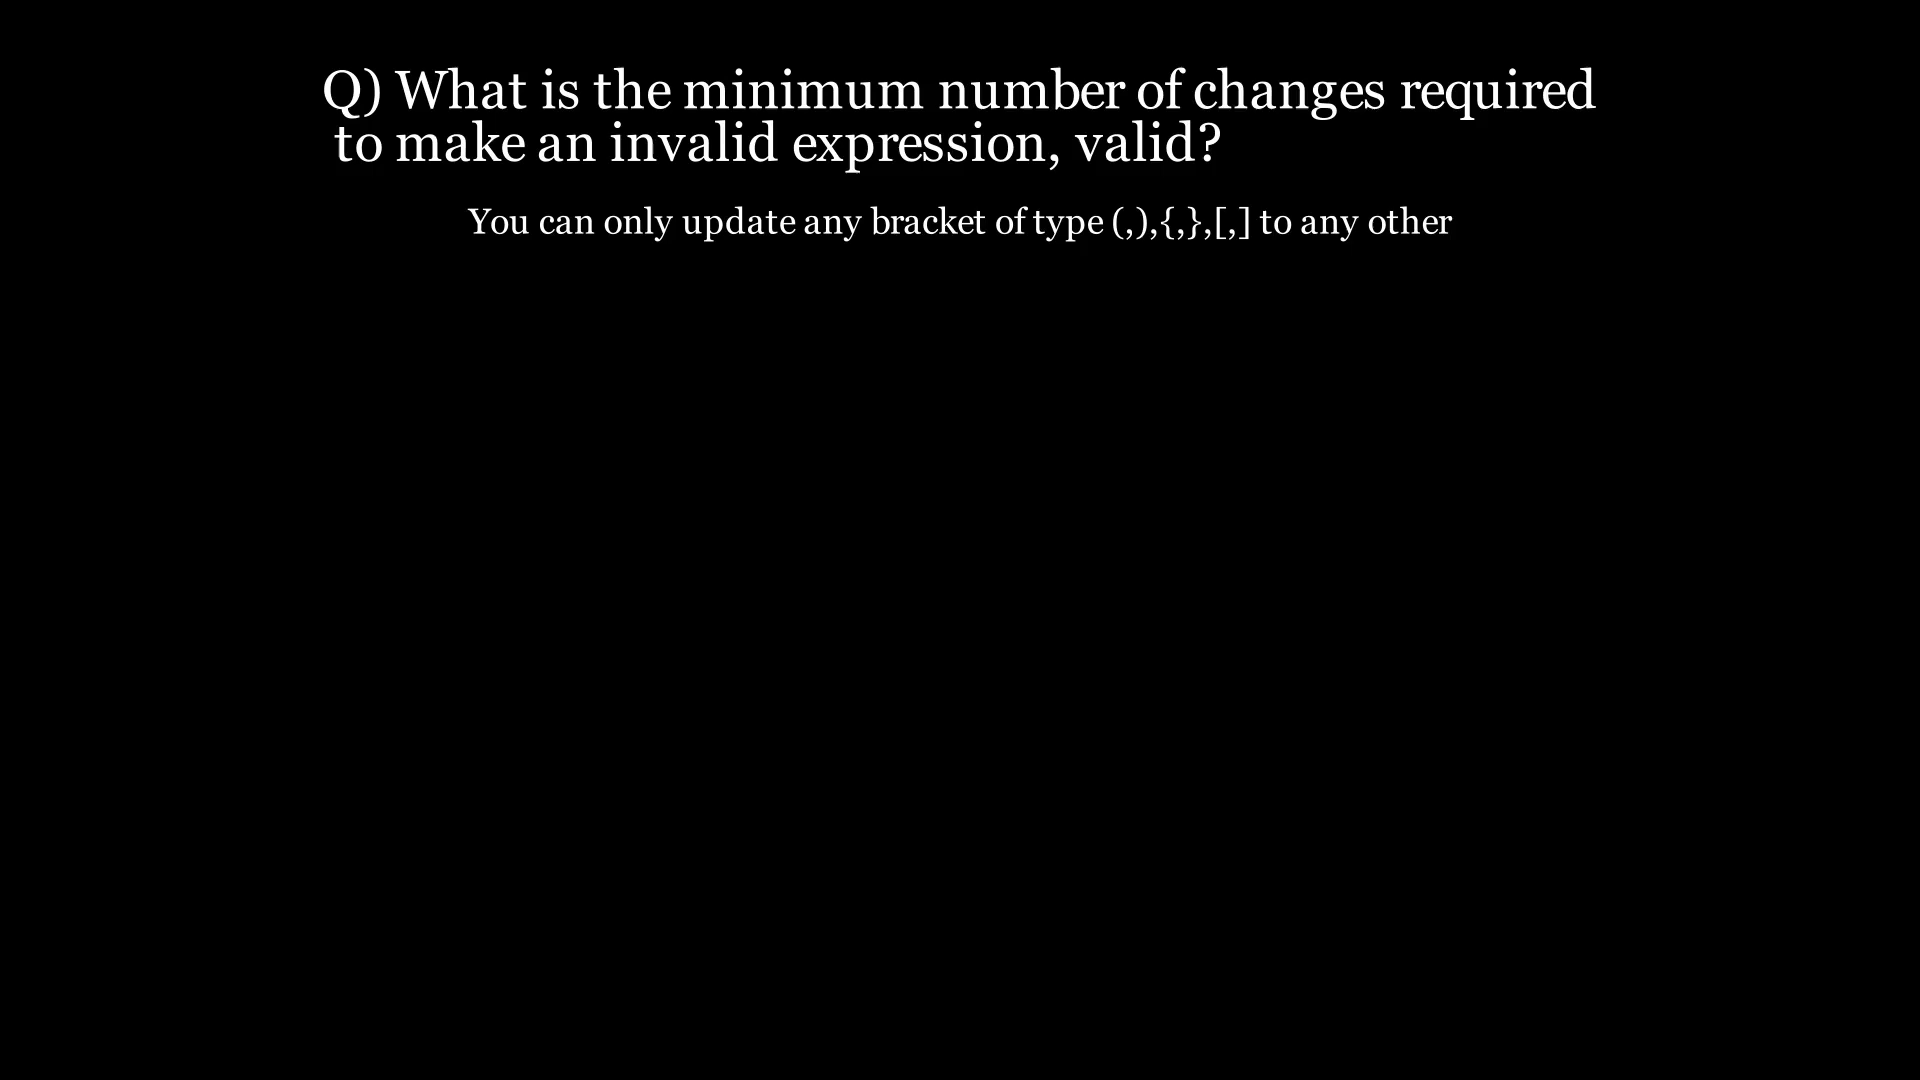 Q) What is the minimum number of changes required
to make an invalid expression, valid?
You can only update any bracket of type (,),{,},[,] to any other